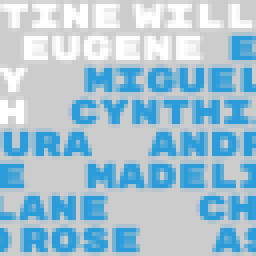 TINE WILL
EUGENE E
Y MIGUEL
H CYNTHI
URA ANDR
E MADELI
LANE CH
ROSE AS